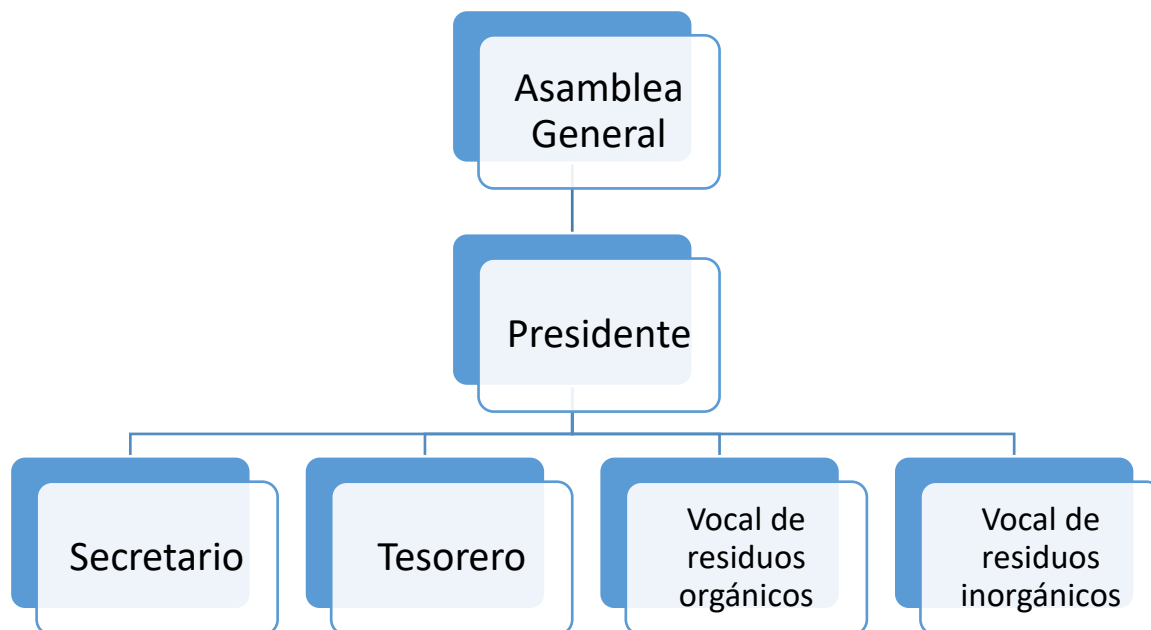 Asamblea
General
Presidente
Secretario
Tesorero
Vocal de
residuos
orgánicos
Vocal de
residuos
inorgánicos